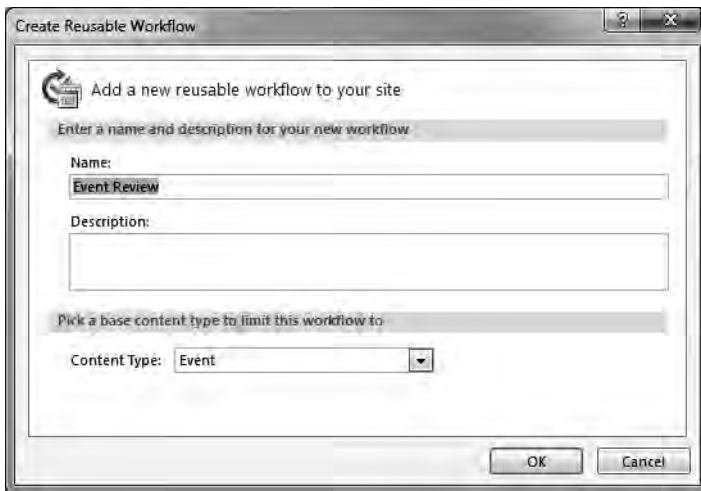 Create Reusable Workflow
?
X
Add a new reusable workflow to your site
Enter a name and description for your new workflow
Name:
Event Review
Description:
Pick a base content type to limit this workflow to
Content Type: Event
OK Cancel